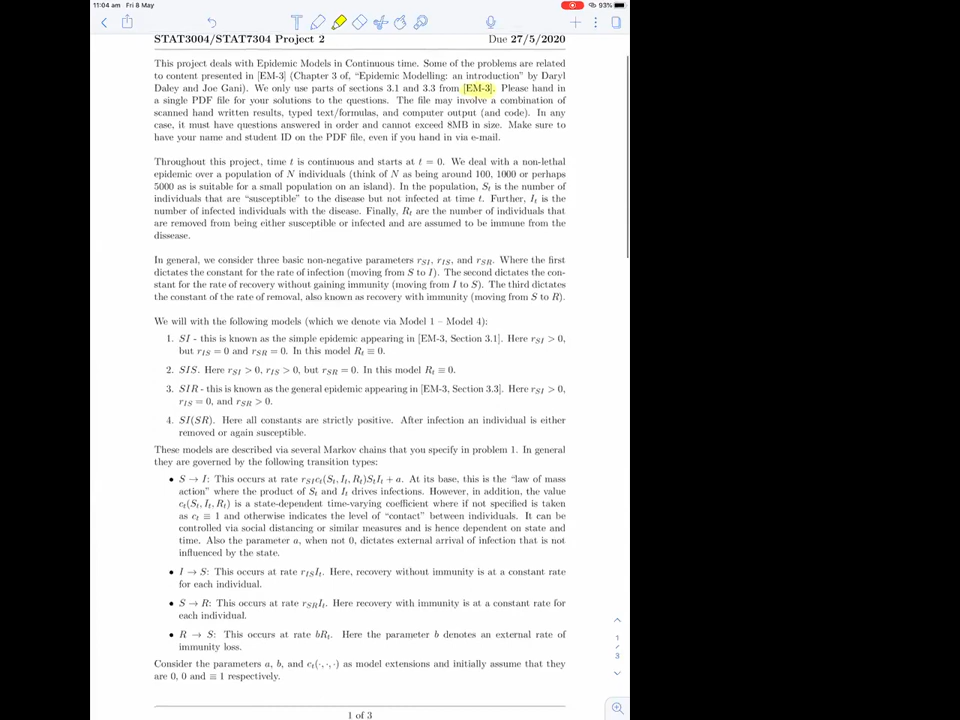 11:04 am Fri 8 May
93%
STAT3004/STAT7304 Project 2 Due 27/5/2020
This project deals with Epidemic Models in Continuous time. Some of the problems are related
to content presented in [EM-3] (Chapter 3 of, “Epidemic Modelling: an introduction” by Daryl
Daley and Joe Gani). We only use parts of sections 3.1 and 3.3 from [EM-3]. Please hand in
a single PDF file for your solutions to the questions. The file may involve a combination of
scanned hand written results, typed text/formulas, and computer output (and code). In any
case, it must have questions answered in order and cannot exceed 8MB in size. Make sure to
have your name and student ID on the PDF file, even if you hand in via e-mail.
Throughout this project, time t is continuous and starts at t = 0. We deal with a non-lethal
epidemic over a population of N individuals (think of N as being around 100, 1000 or perhaps
5000 as is suitable for a small population on an island). In the population, S_t is the number of
individuals that are “susceptible” to the disease but not infected at time t. Further, I_t is the
number of infected individuals with the disease. Finally, R_t are the number of individuals that
are removed from being either susceptible or infected and are assumed to be immune from the
dissease.
In general, we consider three basic non-negative parameters r_SI, r_IS, and r_SR. Where the first
dictates the constant for the rate of infection (moving from S to I). The second dictates the con-
stant for the rate of recovery without gaining immunity (moving from I to S). The third dictates
the constant of the rate of removal, also known as recovery with immunity (moving from S to R).
We will with the following models (which we denote via Model 1 – Model 4):
1. SI - this is known as the simple epidemic appearing in [EM-3, Section 3.1]. Here r_SI > 0,
but r_IS = 0 and r_SR = 0. In this model R_t ≡ 0.
2. SIS. Here r_SI > 0, r_IS > 0, but r_SR = 0. In this model R_t ≡ 0.
3. SIR - this is known as the general epidemic appearing in [EM-3, Section 3.3]. Here r_SI > 0,
r_IS = 0, and r_SR > 0.
4. SI(SR). Here all constants are strictly positive. After infection an individual is either
removed or again susceptible.
These models are described via several Markov chains that you specify in problem 1. In general
they are governed by the following transition types:
• S → I: This occurs at rate r_SI c_t(S_t, I_t, R_t)S_t I_t + a. At its base, this is the “law of mass
action” where the product of S_t and I_t drives infections. However, in addition, the value
c_t(S_t, I_t, R_t) is a state-dependent time-varying coefficient where if not specified is taken
as c_t ≡ 1 and otherwise indicates the level of “contact” between individuals. It can be
controlled via social distancing or similar measures and is hence dependent on state and
time. Also the parameter a, when not 0, dictates external arrival of infection that is not
influenced by the state.
• I → S: This occurs at rate r_IS I_t. Here, recovery without immunity is at a constant rate
for each individual.
• S → R: This occurs at rate r_SR I_t. Here recovery with immunity is at a constant rate for
each individual.
• R → S: This occurs at rate bR_t. Here the parameter b denotes an external rate of
immunity loss.
Consider the parameters a, b, and c_t(·, ·, ·) as model extensions and initially assume that they
are 0, 0 and ≡ 1 respectively.
1
/
3
1 of 3